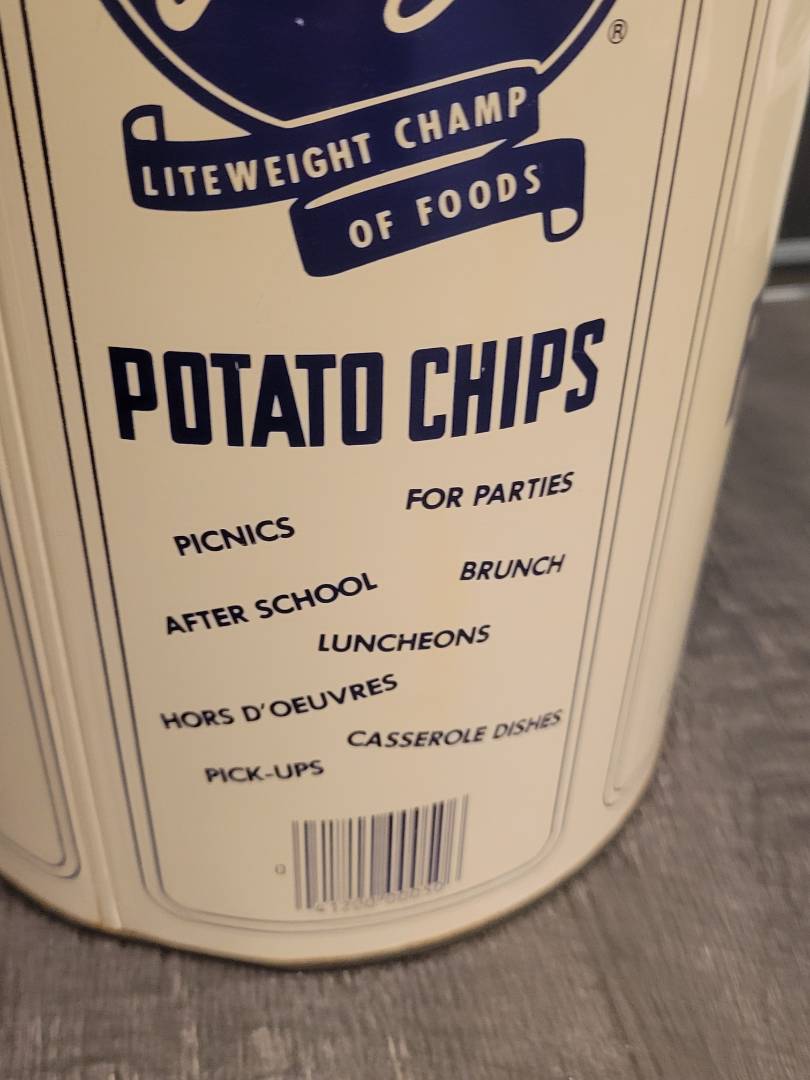 ®
LITEWEIGHT CHAMP
OF FOODS
POTATO CHIPS
FOR PARTIES
PICNICS
BRUNCH
AFTER SCHOOL
LUNCHEONS
HORS D'OEUVRES
CASSEROLE DISHES
PICK-UPS
0